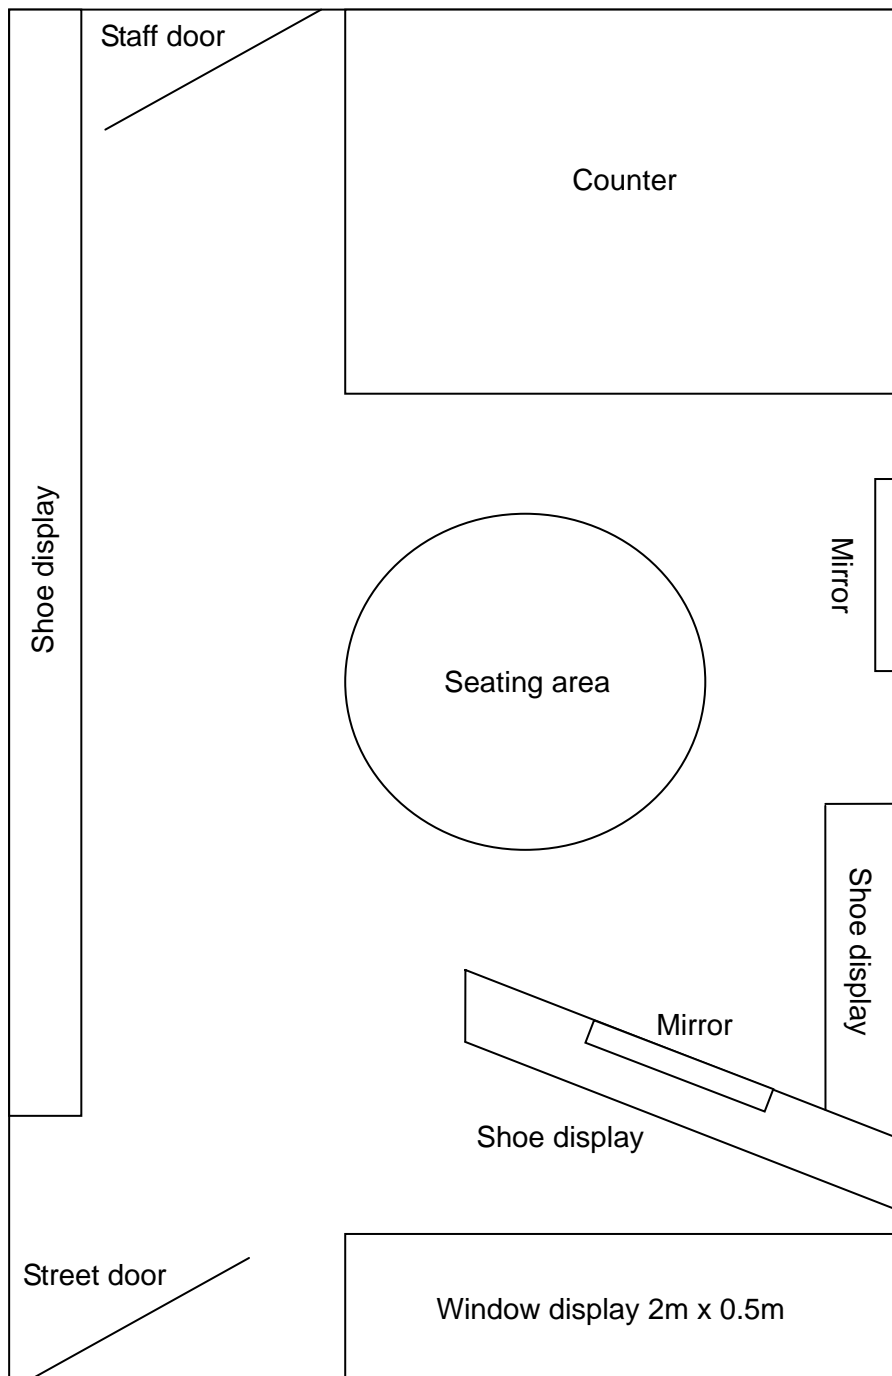 Staff door
Counter
Shoe display
Mirror
Seating area
Shoe display
Mirror
Shoe display
Street door
Window display 2m x 0.5m